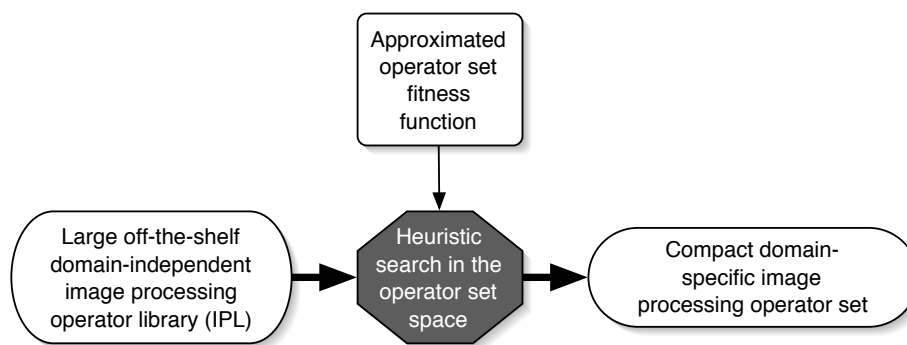 Approximated
operator set
fitness
function
Large off-the-shelf
domain-independent
image processing
operator library (IPL)
Heuristic
search in the
operator set
space
Compact domain-
specific image
processing operator set